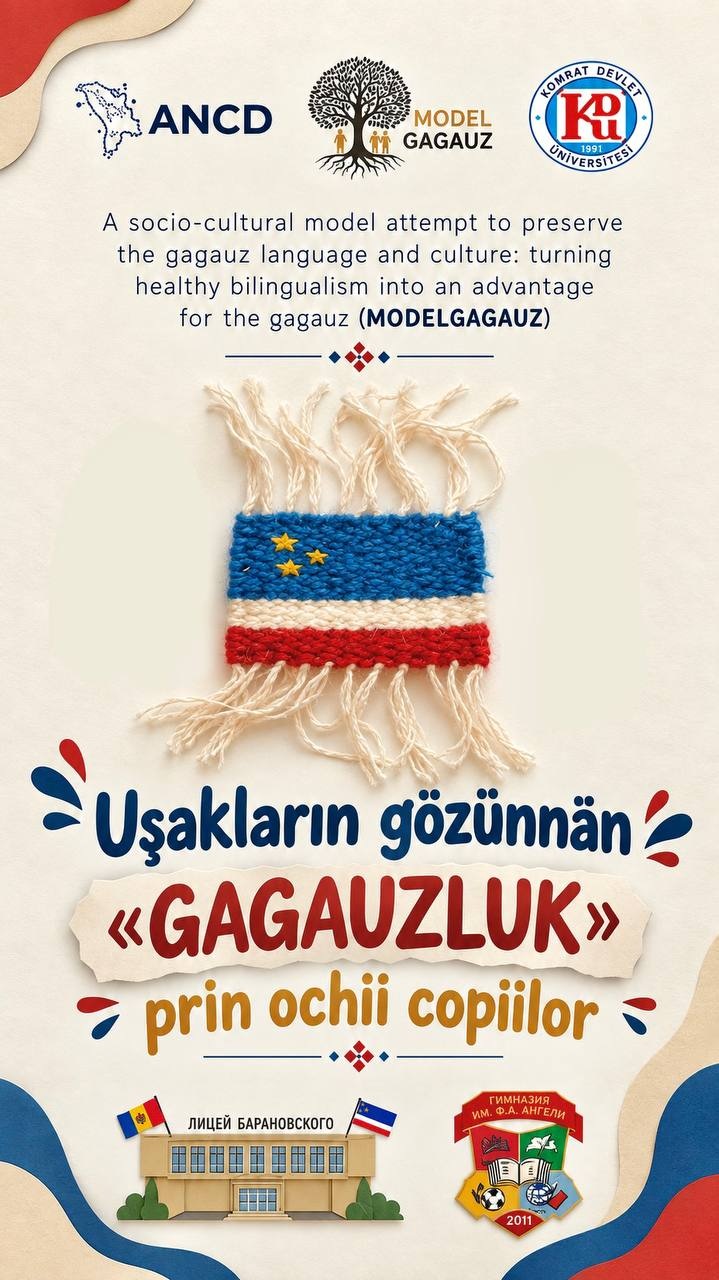 ANCD
MODEL
GAGAUZ
KOMRAT DEVLET
KDU
1991
ÜNİVERSİTESİ
A socio-cultural model attempt to preserve
the gagauz language and culture: turning
healthy bilingualism into an advantage
for the gagauz (MODELGAGAUZ)
Uşakların gözünnän
«GAGAUZLUK»
prin ochii copiilor
ЛИЦЕЙ БАРАНОВСКОГО
ГИМНАЗИЯ
ИМ. Ф.А. АНГЕЛИ
2011